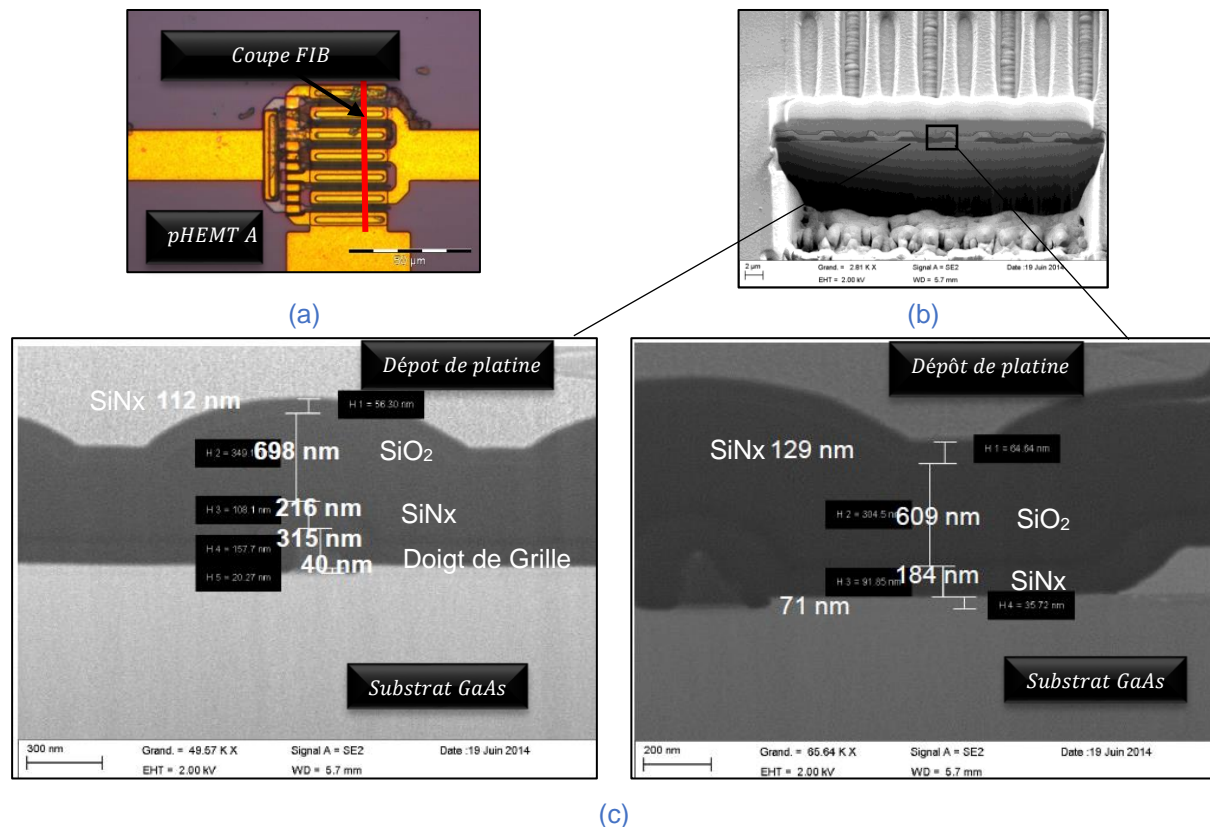 Coupe FIB
pHEMT A
50 µm
(a)
2 µm
Grand. = 2.81 K X
Signal A = SE2
Date :19 Juin 2014
EHT = 2.00 kV
WD = 5.7 mm
(b)
Dépot de platine
SiNx 112 nm
H 1 = 56.30 nm
H 2 = 349.1
698 nm
SiO2
H 3 = 108.1 nm
216 nm
SiNx
315 nm
H 4 = 157.7 nm
40 nm
Doigt de Grille
H 5 = 20.27 nm
Substrat GaAs
300 nm
Grand. = 49.57 K X
Signal A = SE2
Date :19 Juin 2014
EHT = 2.00 kV
WD = 5.7 mm
Dépôt de platine
SiNx 129 nm
H 1 = 64.64 nm
H 2 = 304.5 nm
609 nm
SiO2
H 3 = 91.85 nm
184 nm
SiNx
71 nm
H 4 = 35.72 nm
Substrat GaAs
200 nm
Grand. = 65.64 K X
Signal A = SE2
Date :19 Juin 2014
EHT = 2.00 kV
WD = 5.7 mm
(c)